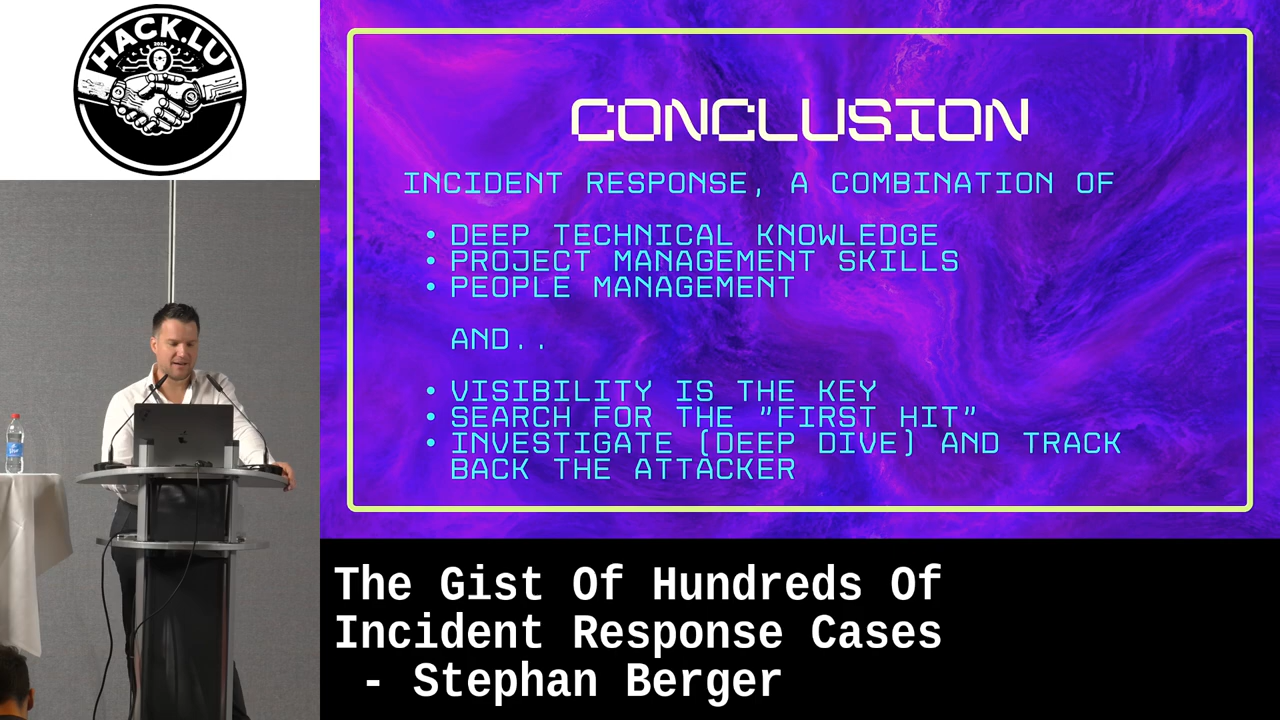 HACK.LU
2024
CONCLUSION
INCIDENT RESPONSE, A COMBINATION OF
• DEEP TECHNICAL KNOWLEDGE
• PROJECT MANAGEMENT SKILLS
• PEOPLE MANAGEMENT
AND..
• VISIBILITY IS THE KEY
• SEARCH FOR THE "FIRST HIT"
• INVESTIGATE (DEEP DIVE) AND TRACK
BACK THE ATTACKER
The Gist Of Hundreds Of
Incident Response Cases
- Stephan Berger